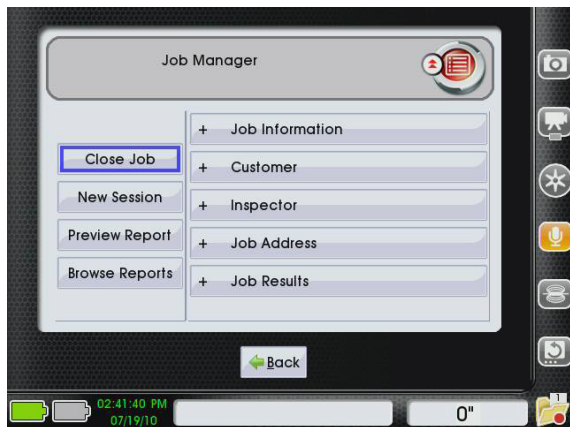 Job Manager
+ Job Information
Close Job
+ Customer
New Session
+ Inspector
Preview Report
+ Job Address
Browse Reports
+ Job Results
Back
02:41:40 PM
07/19/10
0"
1